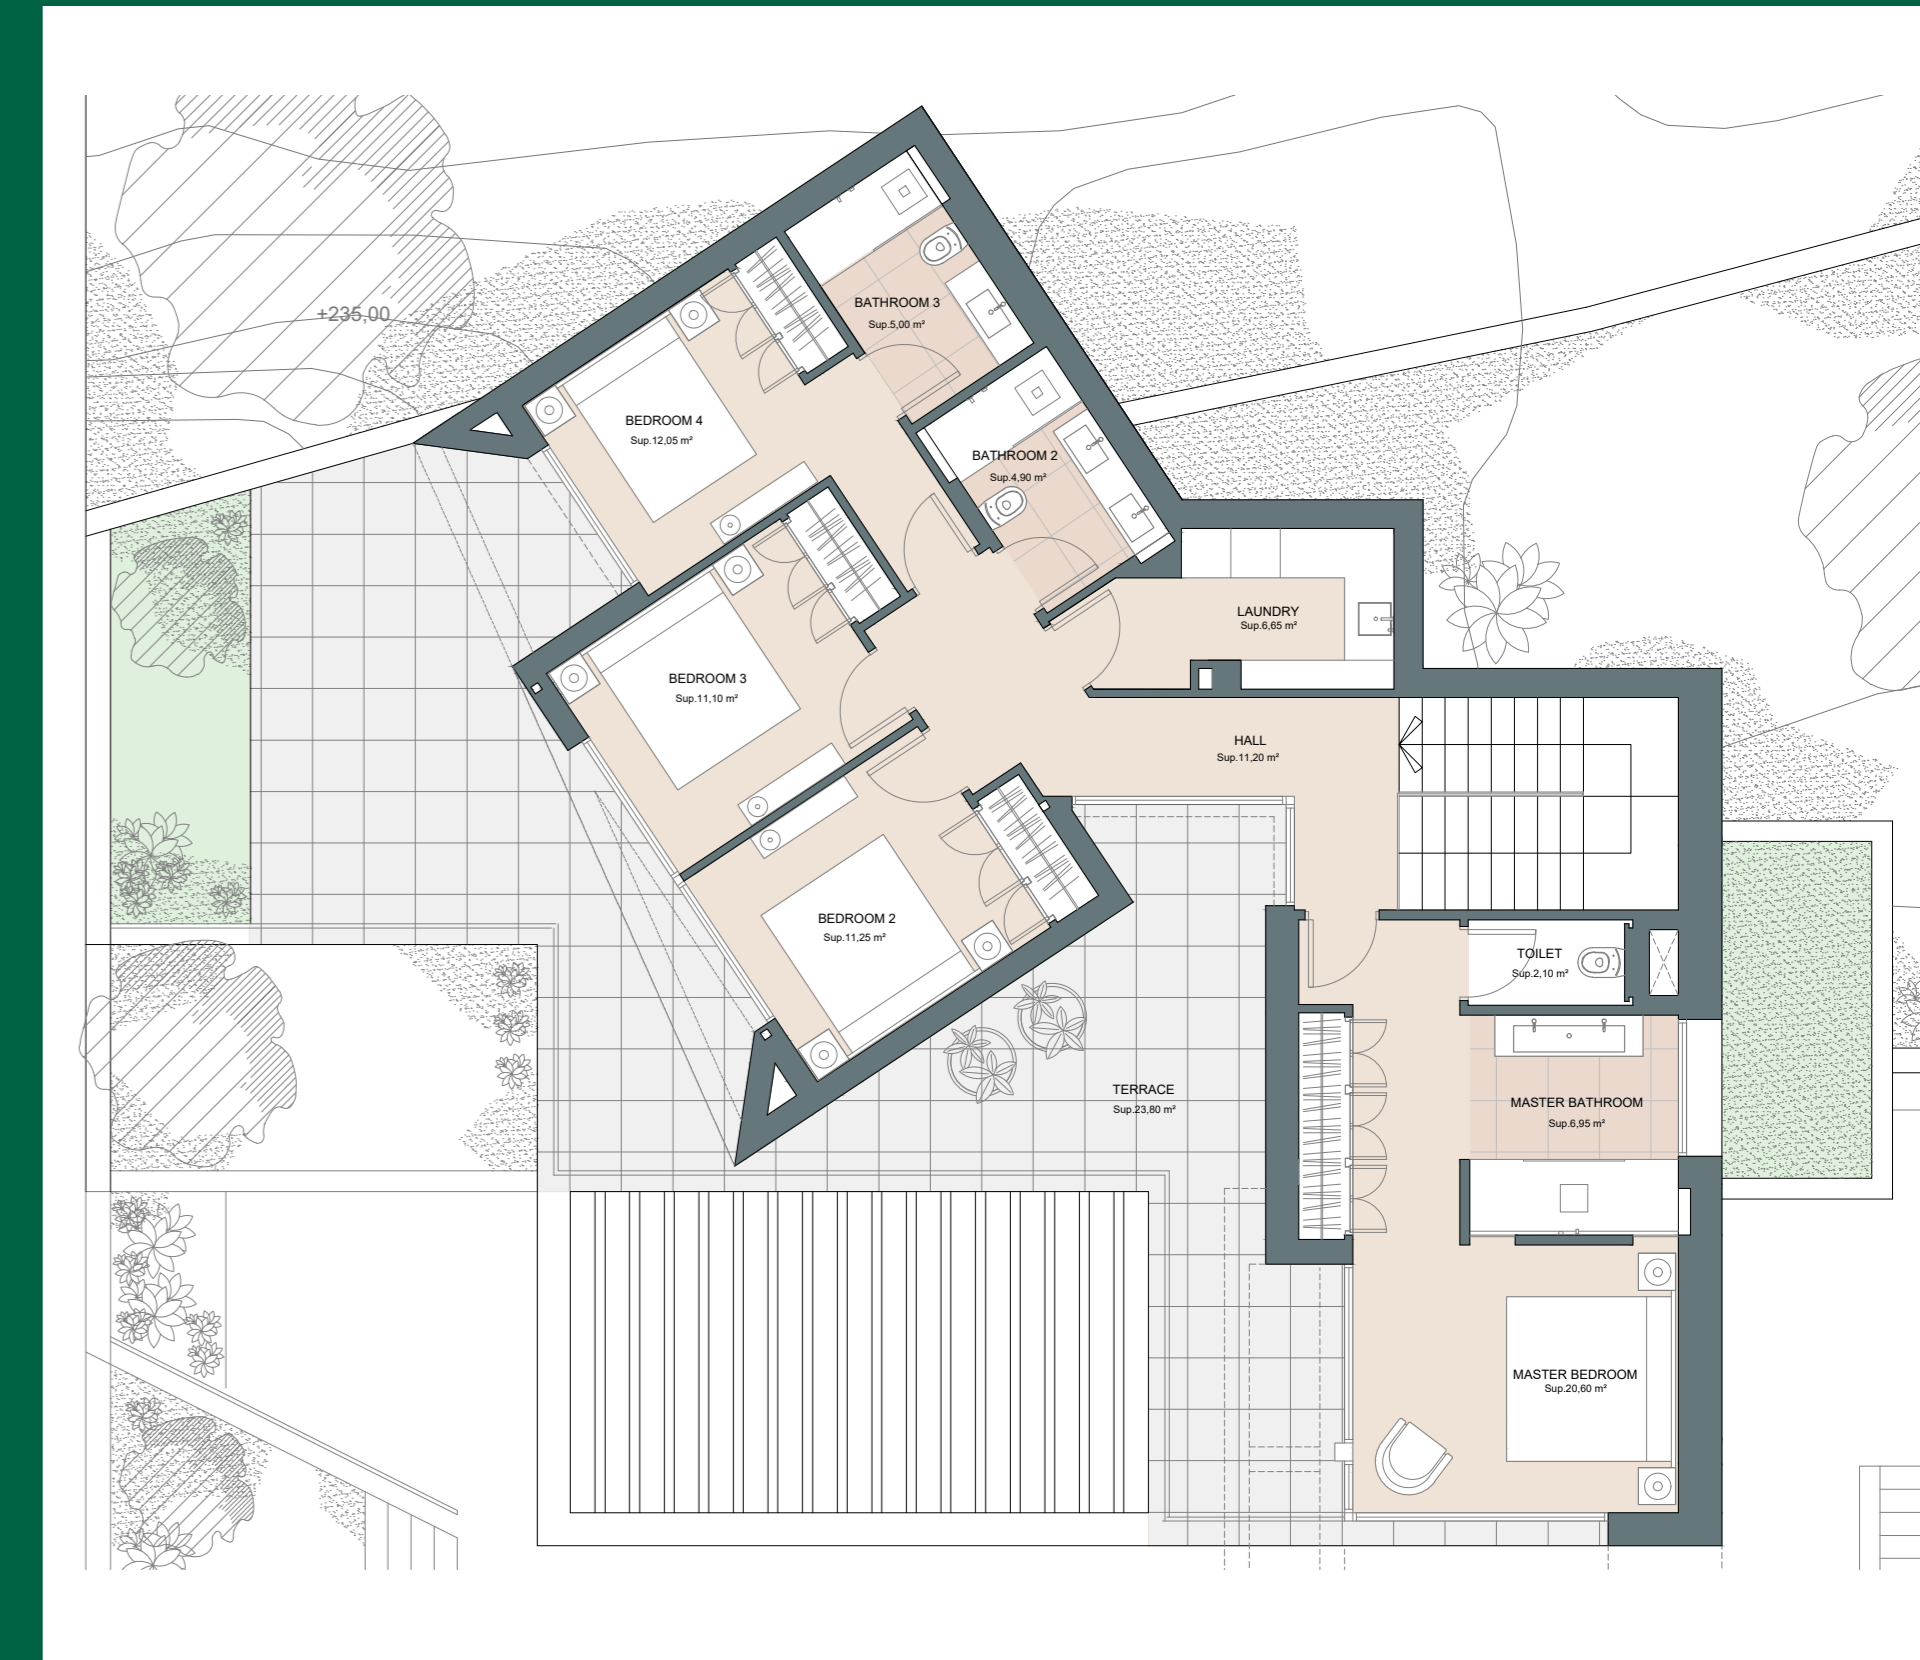 BATHROOM 3
Sup.5,00 m²
+235,00
BEDROOM 4
Sup.12,05 m²
BATHROOM 2
Sup.4,90 m²
LAUNDRY
Sup.6,65 m²
BEDROOM 3
Sup.11,10 m²
HALL
Sup.11,20 m²
BEDROOM 2
Sup.11,25 m²
TOILET
Sup.2,10 m²
TERRACE
Sup.23,80 m²
MASTER BATHROOM
Sup.6,95 m²
MASTER BEDROOM
Sup.20,60 m²